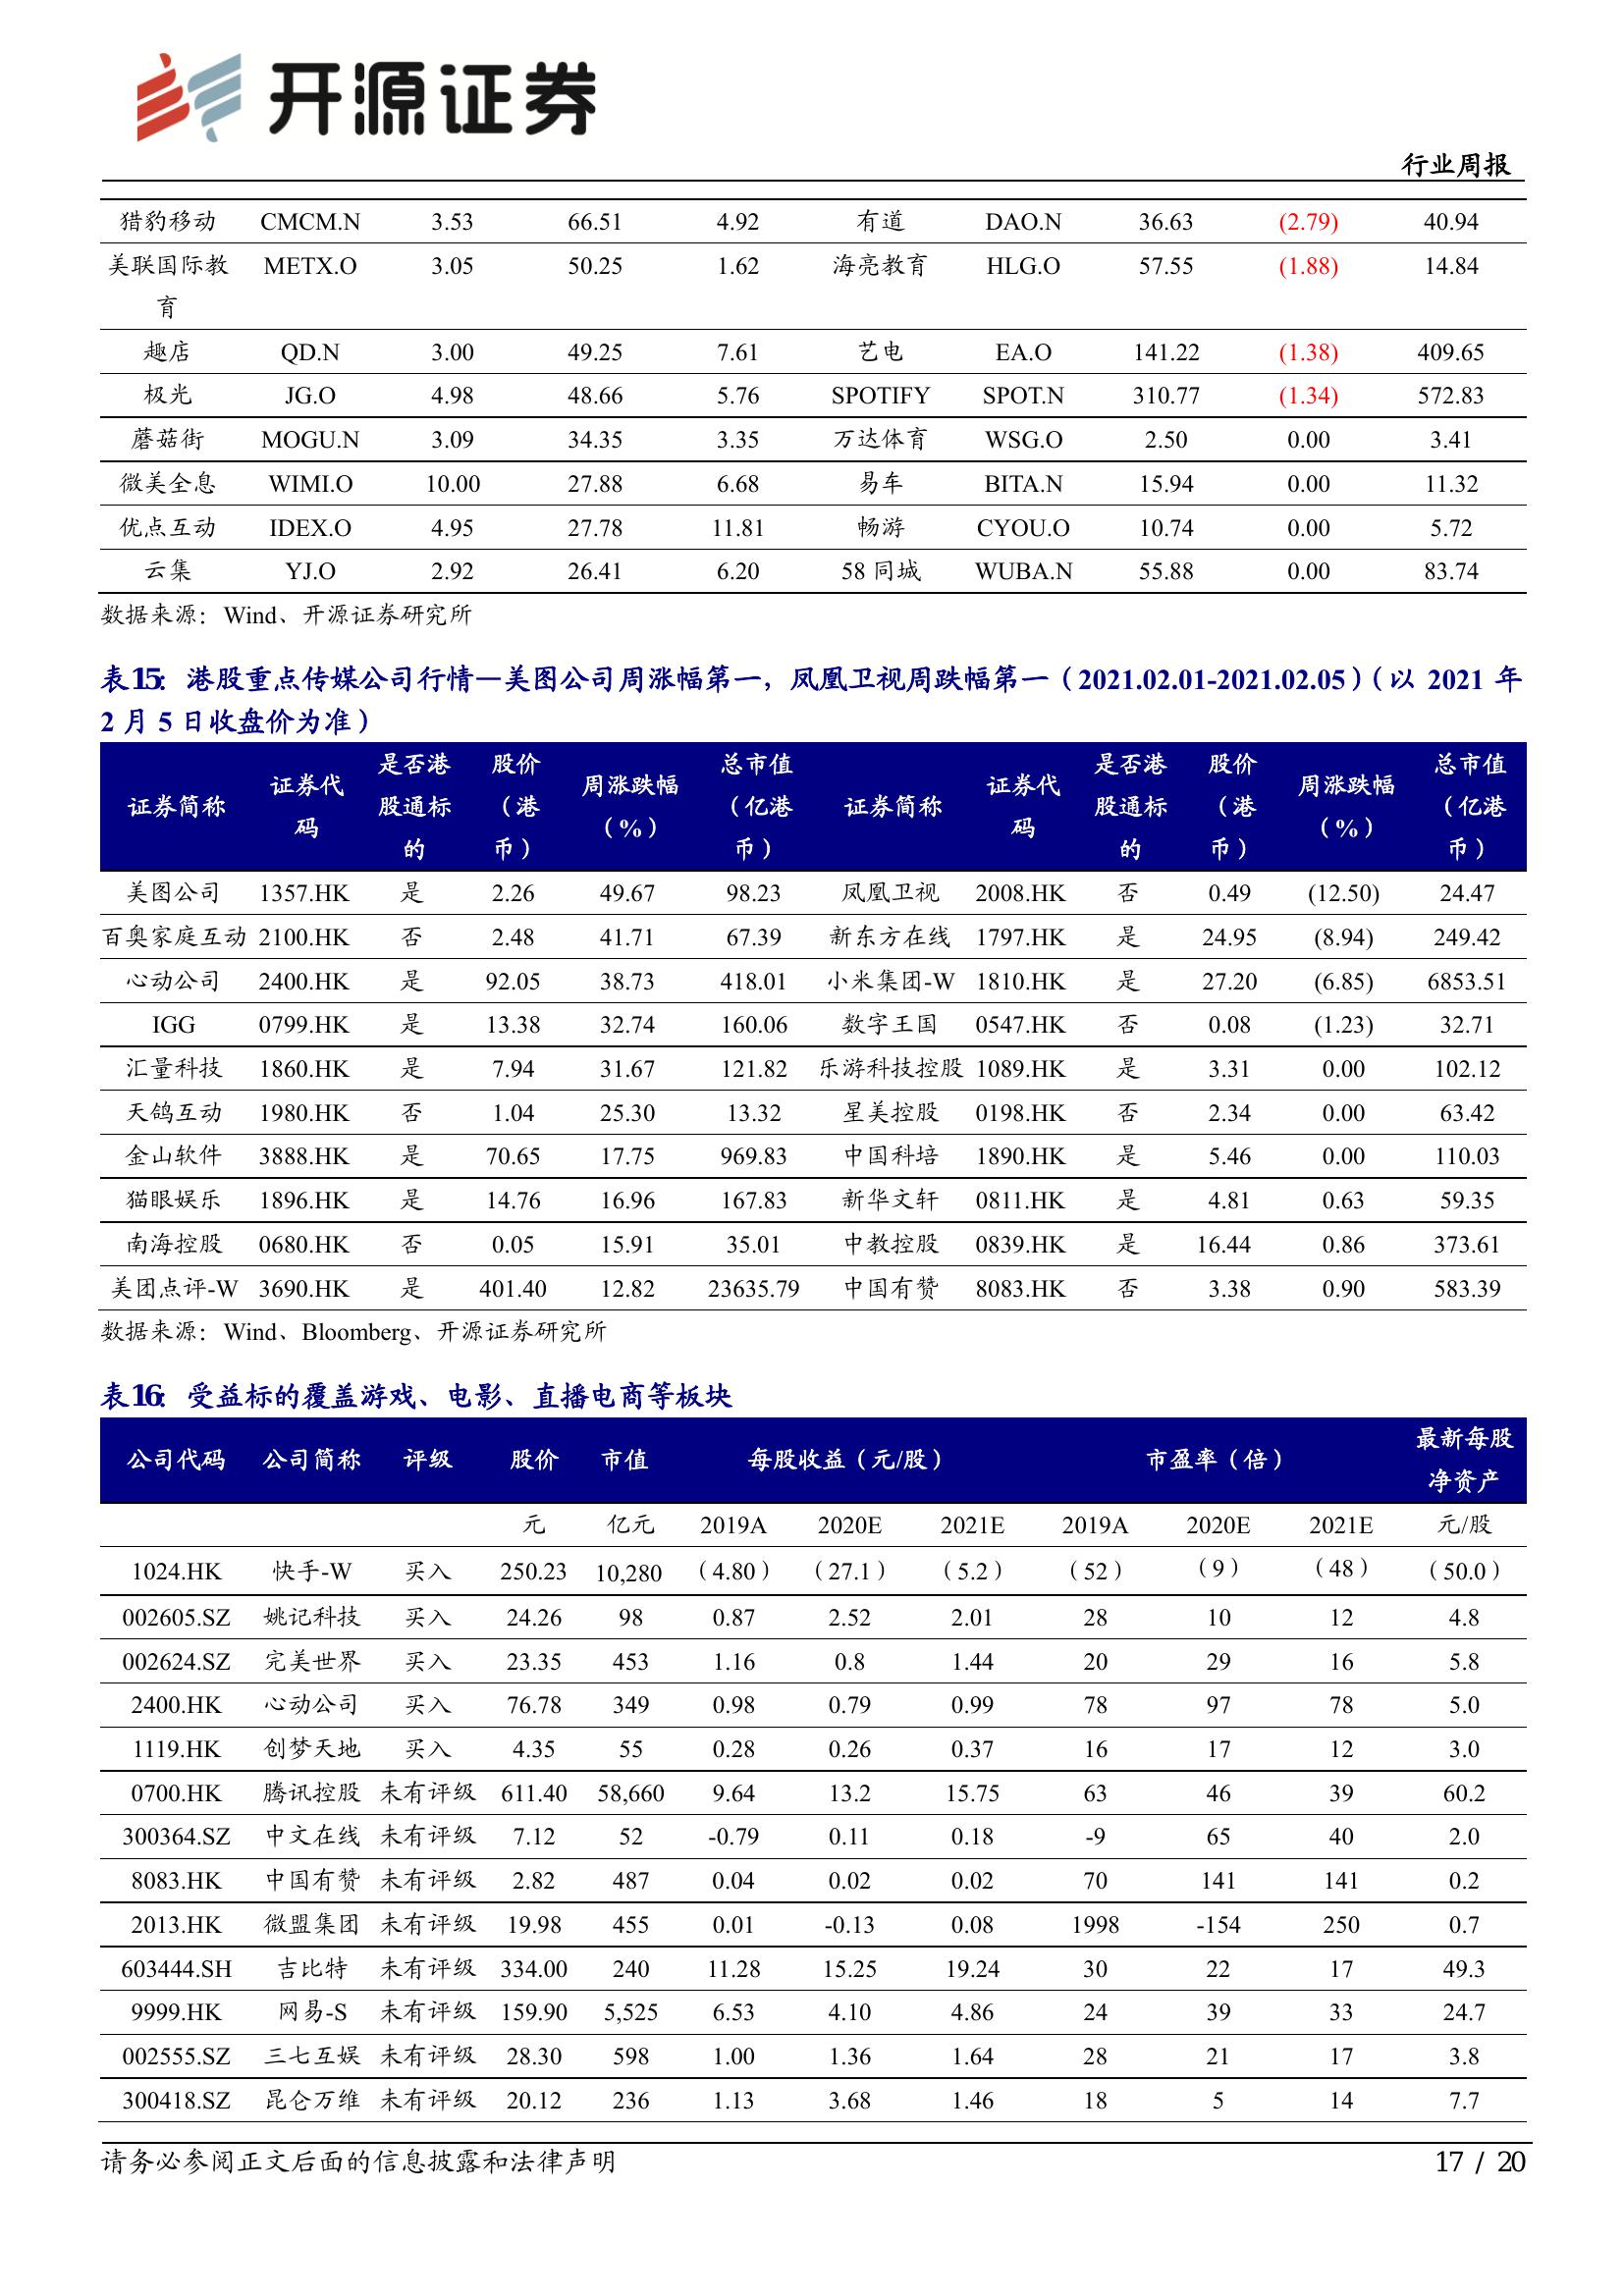 开源证券
行业周报
猎豹移动 CMCM.N 3.53 66.51 4.92 有道 DAO.N 36.63 (2.79) 40.94
美联国际教 METX.O 3.05 50.25 1.62 海亮教育 HLG.O 57.55 (1.88) 14.84
育
趣店 QD.N 3.00 49.25 7.61 艺电 EA.O 141.22 (1.38) 409.65
极光 JG.O 4.98 48.66 5.76 SPOTIFY SPOT.N 310.77 (1.34) 572.83
蘑菇街 MOGU.N 3.09 34.35 3.35 万达体育 WSG.O 2.50 0.00 3.41
微美全息 WIMI.O 10.00 27.88 6.68 易车 BITA.N 15.94 0.00 11.32
优点互动 IDEX.O 4.95 27.78 11.81 畅游 CYOU.O 10.74 0.00 5.72
云集 YJ.O 2.92 26.41 6.20 58 同城 WUBA.N 55.88 0.00 83.74
数据来源：Wind、开源证券研究所
表15：港股重点传媒公司行情—美图公司周涨幅第一，凤凰卫视周跌幅第一（2021.02.01-2021.02.05）（以 2021 年
2 月 5 日收盘价为准）
是否港 股价 总市值 是否港 股价 总市值
证券简称 证券代 股通标 （港 周涨跌幅 （亿港 证券简称 证券代 股通标 （港 周涨跌幅 （亿港
码 的 币） （%） 币） 码 的 币） （%） 币）
美图公司 1357.HK 是 2.26 49.67 98.23 凤凰卫视 2008.HK 否 0.49 (12.50) 24.47
百奥家庭互动 2100.HK 否 2.48 41.71 67.39 新东方在线 1797.HK 是 24.95 (8.94) 249.42
心动公司 2400.HK 是 92.05 38.73 418.01 小米集团-W 1810.HK 是 27.20 (6.85) 6853.51
IGG 0799.HK 是 13.38 32.74 160.06 数字王国 0547.HK 否 0.08 (1.23) 32.71
汇量科技 1860.HK 是 7.94 31.67 121.82 乐游科技控股 1089.HK 是 3.31 0.00 102.12
天鸽互动 1980.HK 否 1.04 25.30 13.32 星美控股 0198.HK 否 2.34 0.00 63.42
金山软件 3888.HK 是 70.65 17.75 969.83 中国科培 1890.HK 是 5.46 0.00 110.03
猫眼娱乐 1896.HK 是 14.76 16.96 167.83 新华文轩 0811.HK 是 4.81 0.63 59.35
南海控股 0680.HK 否 0.05 15.91 35.01 中教控股 0839.HK 是 16.44 0.86 373.61
美团点评-W 3690.HK 是 401.40 12.82 23635.79 中国有赞 8083.HK 否 3.38 0.90 583.39
数据来源：Wind、Bloomberg、开源证券研究所
表16：受益标的覆盖游戏、电影、直播电商等板块
公司代码 公司简称 评级 股价 市值 每股收益（元/股） 市盈率（倍） 最新每股
净资产
元 亿元 2019A 2020E 2021E 2019A 2020E 2021E 元/股
1024.HK 快手-W 买入 250.23 10,280 （4.80） （27.1） （5.2） （52） （9） （48） （50.0）
002605.SZ 姚记科技 买入 24.26 98 0.87 2.52 2.01 28 10 12 4.8
002624.SZ 完美世界 买入 23.35 453 1.16 0.8 1.44 20 29 16 5.8
2400.HK 心动公司 买入 76.78 349 0.98 0.79 0.99 78 97 78 5.0
1119.HK 创梦天地 买入 4.35 55 0.28 0.26 0.37 16 17 12 3.0
0700.HK 腾讯控股 未有评级 611.40 58,660 9.64 13.2 15.75 63 46 39 60.2
300364.SZ 中文在线 未有评级 7.12 52 -0.79 0.11 0.18 -9 65 40 2.0
8083.HK 中国有赞 未有评级 2.82 487 0.04 0.02 0.02 70 141 141 0.2
2013.HK 微盟集团 未有评级 19.98 455 0.01 -0.13 0.08 1998 -154 250 0.7
603444.SH 吉比特 未有评级 334.00 240 11.28 15.25 19.24 30 22 17 49.3
9999.HK 网易-S 未有评级 159.90 5,525 6.53 4.10 4.86 24 39 33 24.7
002555.SZ 三七互娱 未有评级 28.30 598 1.00 1.36 1.64 28 21 17 3.8
300418.SZ 昆仑万维 未有评级 20.12 236 1.13 3.68 1.46 18 5 14 7.7
请务必参阅正文后面的信息披露和法律声明 17 / 20